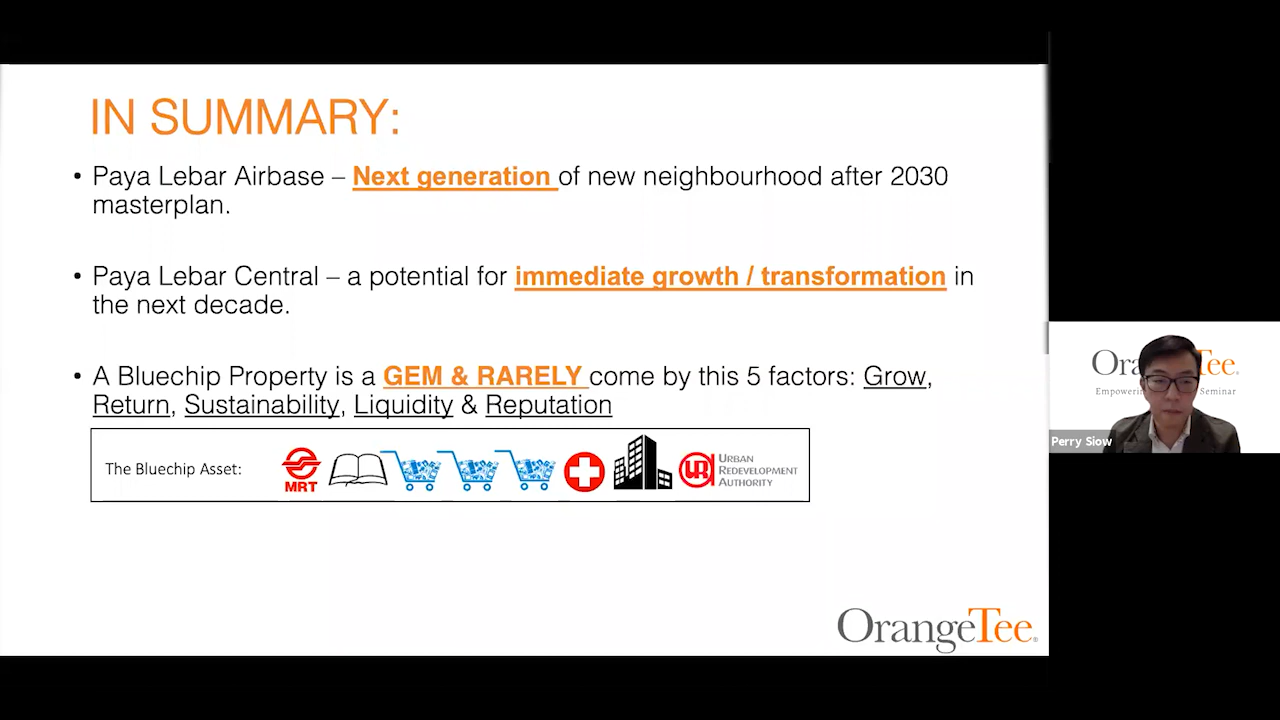 IN SUMMARY:
• Paya Lebar Airbase – Next generation of new neighbourhood after 2030
masterplan.
• Paya Lebar Central – a potential for immediate growth / transformation in
the next decade.
• A Bluechip Property is a GEM & RARELY come by this 5 factors: Grow,
Return, Sustainability, Liquidity & Reputation
The Bluechip Asset:
MRT
URBAN
REDEVELOPMENT
AUTHORITY
OrangeTee
Perry Siow
Seminar